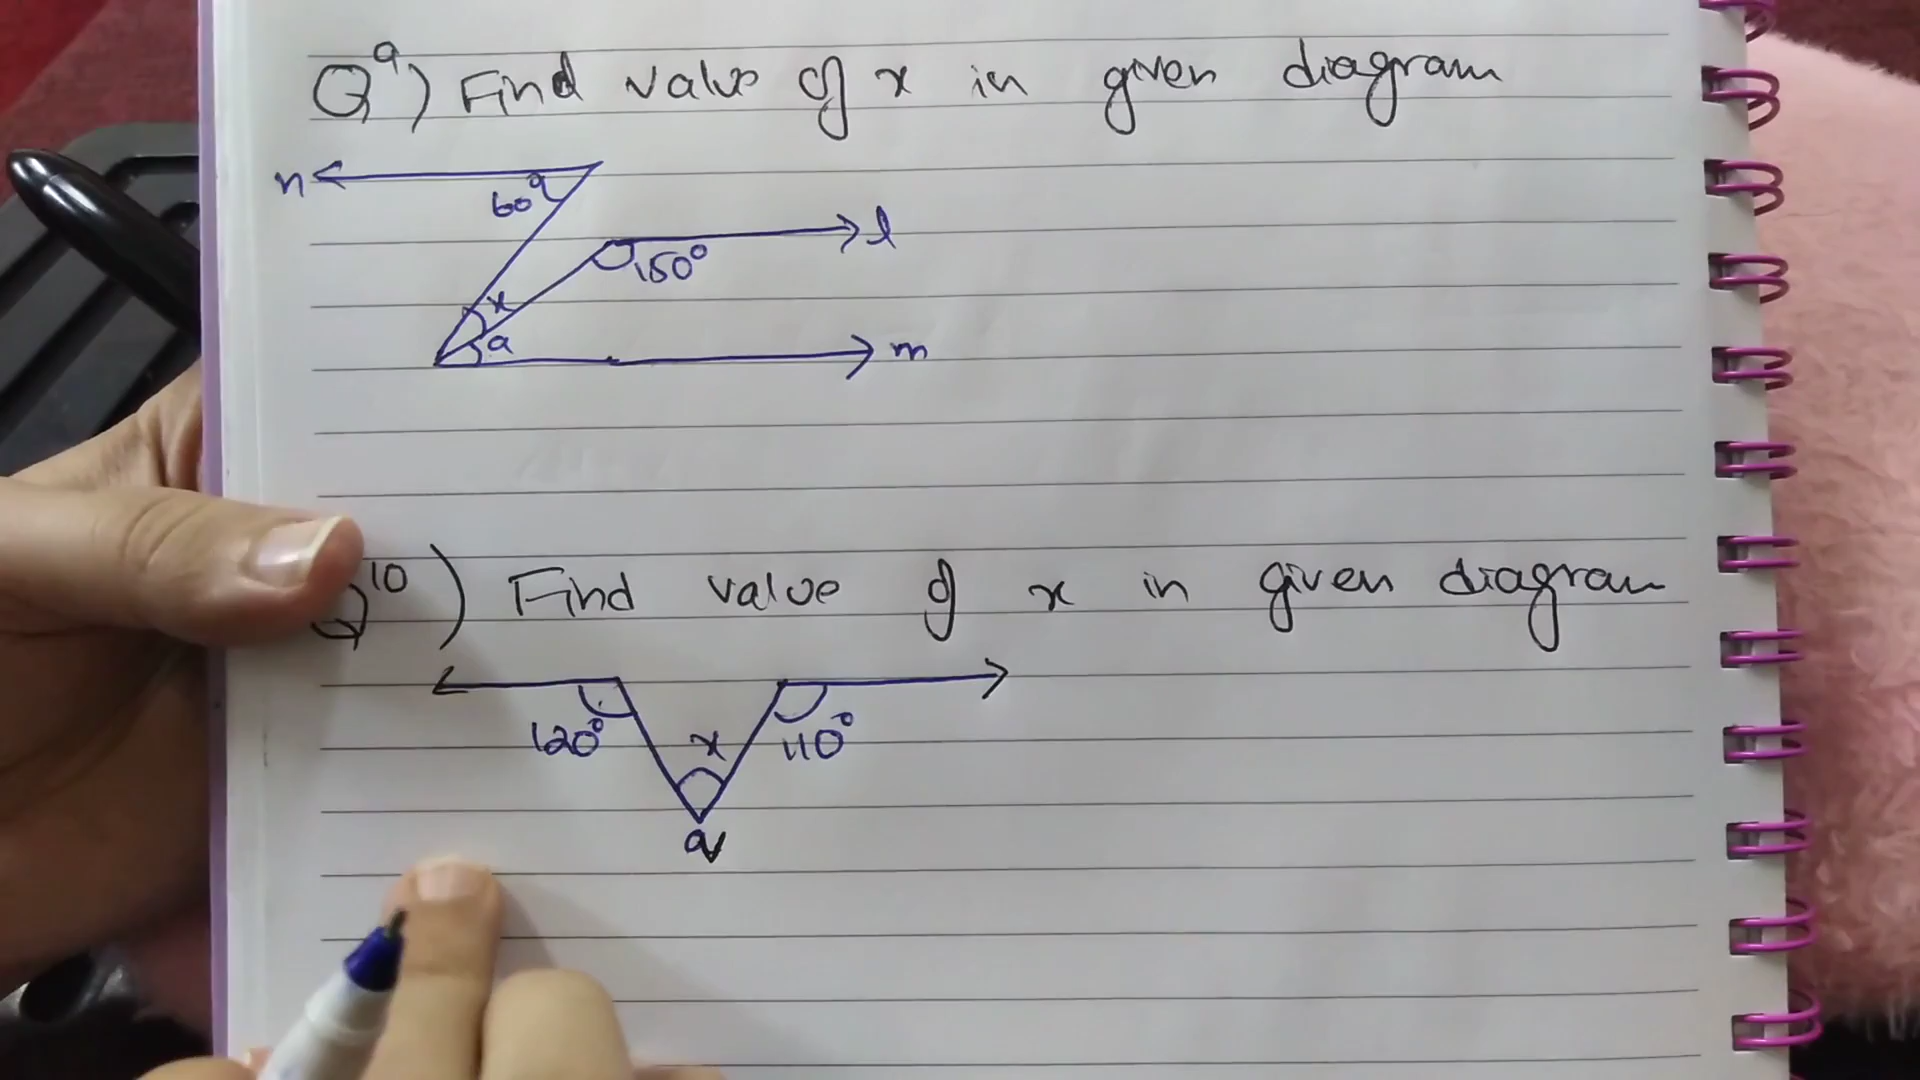 Q9) Find value of x in given diagram
n
60°
l
150°
x
a
m
Q10) Find value of x in given diagram
120°
x
110°
a